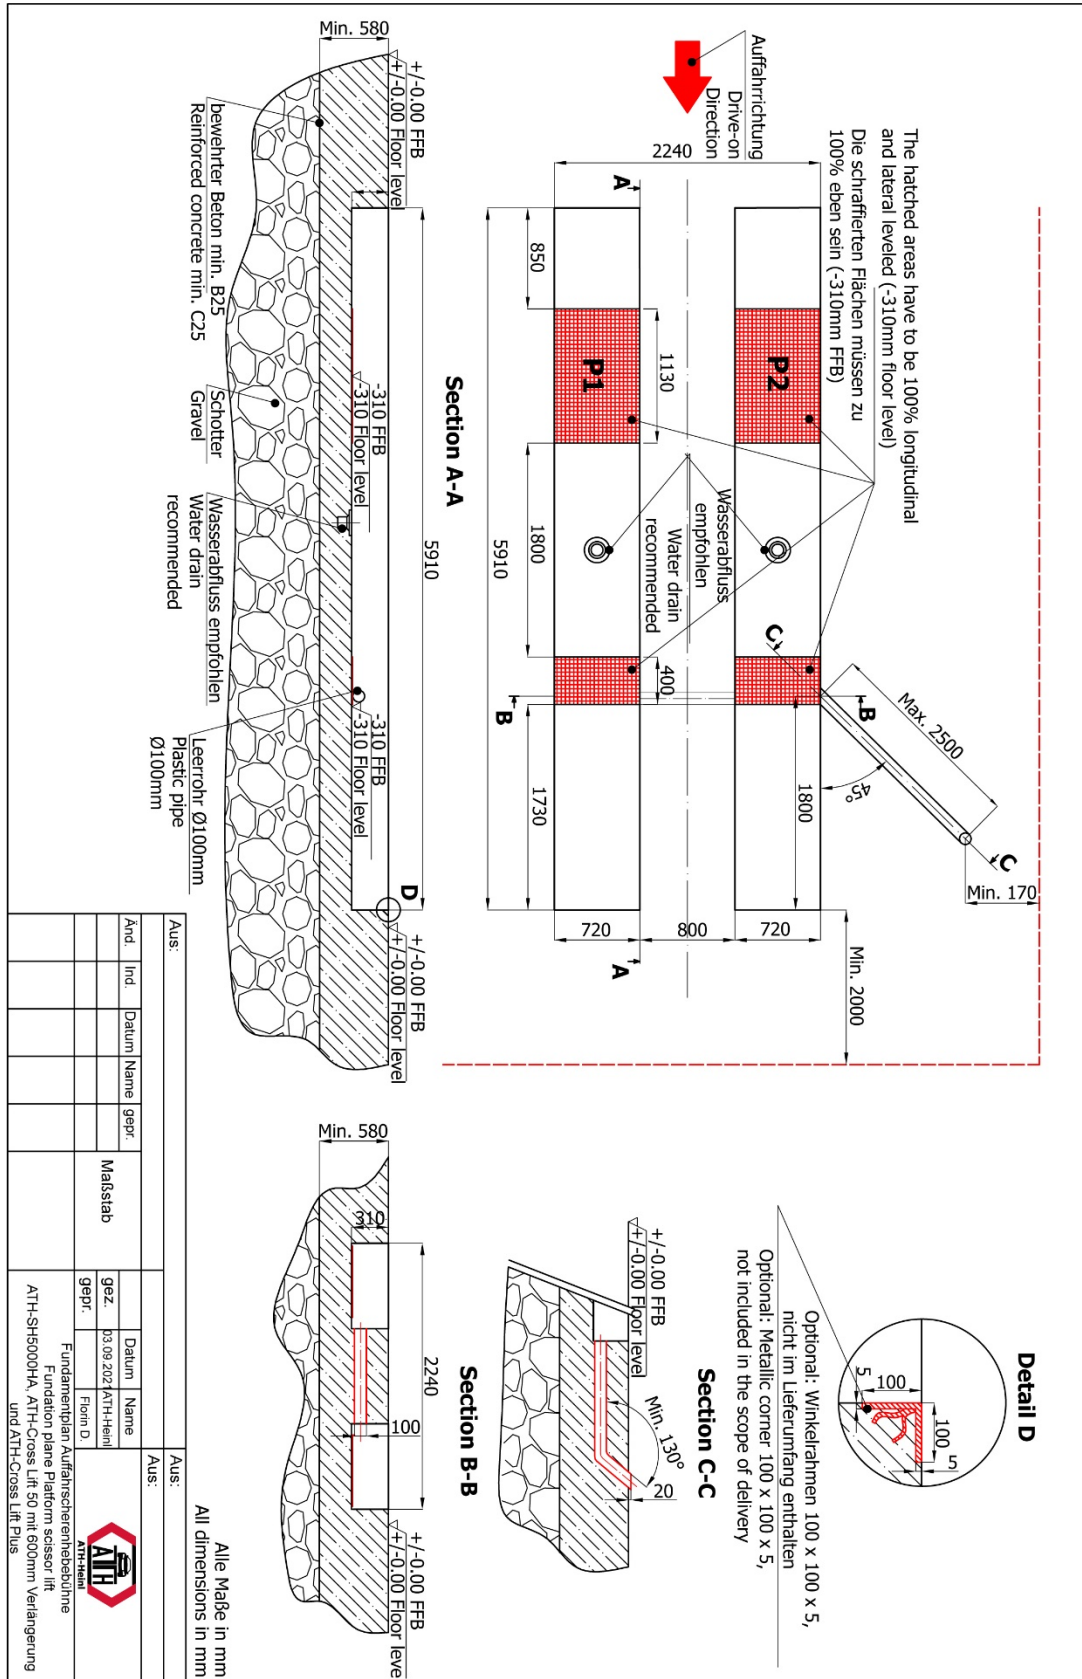 The hatched areas have to be 100% longitudinal
and lateral leveled (-310mm floor level)
Die schraffierten Flächen müssen zu
100% eben sein (-310mm FFB)
Auffahrrichtung
Drive-on
Direction
2240
A
A
850
1130
1800
400
1730
5910
P1
P2
Wasserabfluss
empfohlen
Water drain
recommended
B
B
C
C
Max. 2500
45°
1800
Min. 170
720
800
720
Min. 2000
Section A-A
Min. 580
+/-0.00 FFB
+/-0.00 Floor level
5910
-310 FFB
-310 Floor level
-310 FFB
-310 Floor level
D
+/-0.00 FFB
+/-0.00 Floor level
bewehrter Beton min. B25
Reinforced concrete min. C25
Schotter
Gravel
Wasserabfluss empfohlen
Water drain
recommended
Leerrohr Ø100mm
Plastic pipe
Ø100mm
Detail D
100
5
100
5
Optional: Winkelrahmen 100 x 100 x 5,
nicht im Lieferumfang enthalten
Optional: Metallic corner 100 x 100 x 5,
not included in the scope of delivery
Section C-C
+/-0.00 FFB
+/-0.00 Floor level
Min. 130°
20
Section B-B
Min. 580
310
2240
100
+/-0.00 FFB
+/-0.00 Floor level
Alle Maße in mm
All dimensions in mm
Aus:
Aus:
Aus:
Änd.
Ind.
Datum
Name
gepr.
Maßstab
Datum
Name
gez.
03.09.2021
ATH-Heinl
gepr.
Florin D.
ATH
ATH-Heinl
Fundamentplan Auffahrscherenhebebühne
Fundation plane Platform scissor lift
ATH-SH5000HA, ATH-Cross Lift 50 mit 600mm Verlängerung
und ATH-Cross Lift Plus